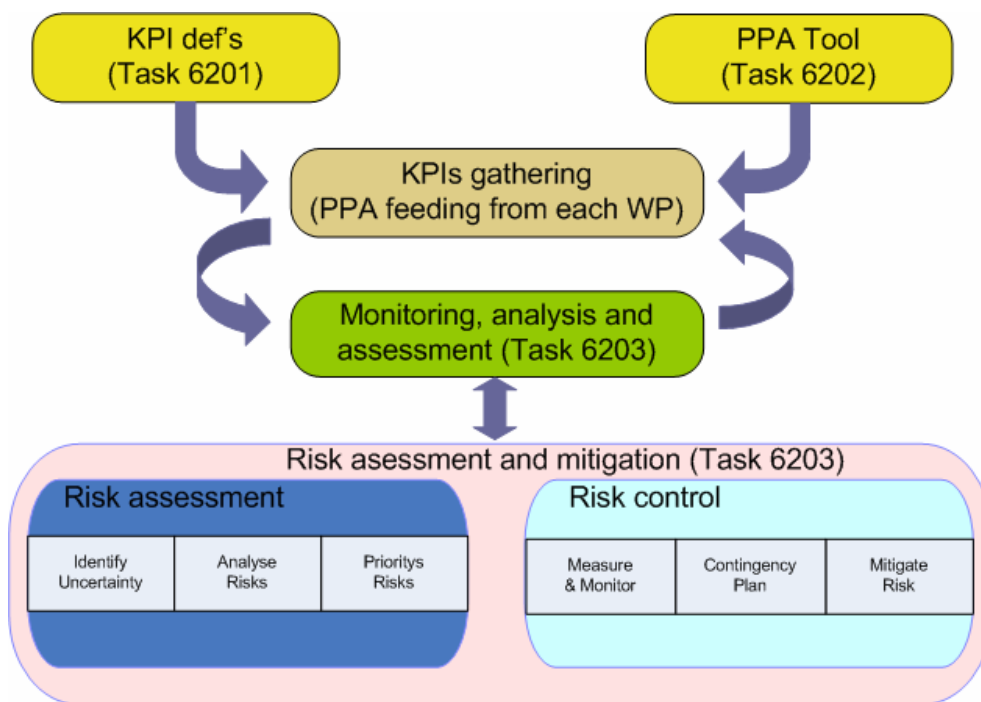 KPI def's
(Task 6201)
PPA Tool
(Task 6202)
KPIs gathering
(PPA feeding from each WP)
Monitoring, analysis and
assessment (Task 6203)
Risk asessment and mitigation (Task 6203)
Risk assessment
Identify
Uncertainty
Analyse
Risks
Prioritys
Risks
Risk control
Measure
& Monitor
Contingency
Plan
Mitigate
Risk